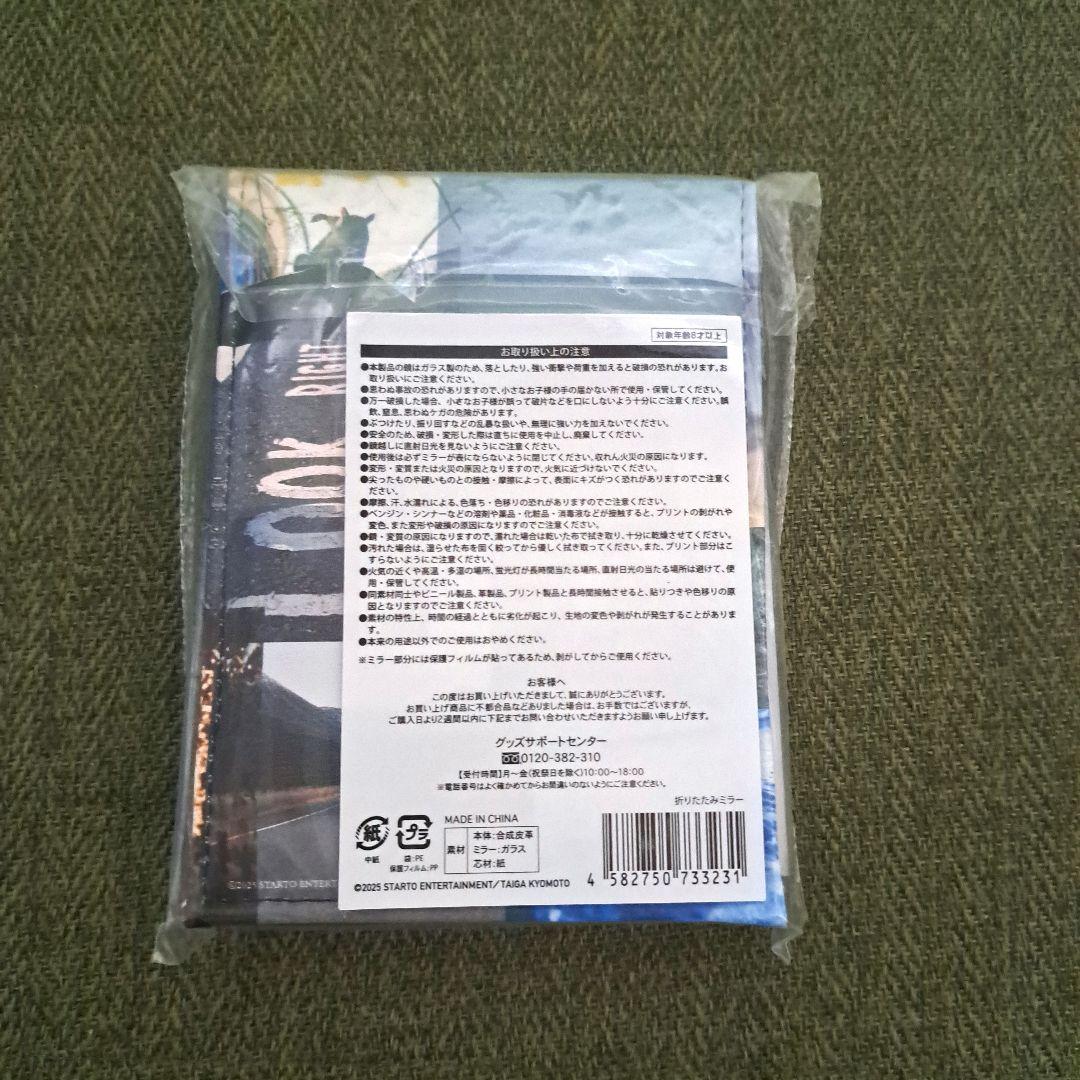 対象年齢8才以上
お取り扱い上の注意
●本製品の鏡はガラス製のため、落としたり、強い衝撃や荷重を加えると破損の恐れがあります。お
取り扱いにご注意ください。
●思わぬ事故の恐れがありますので、小さなお子様の手の届かない所で使用・保管してください。
●万一破損した場合、小さなお子様が誤って破片などを口にしないよう十分にご注意ください。誤
飲、窒息、思わぬケガの危険があります。
●ぶつけたり、振り回すなどの乱暴な扱いや、無理に強い力を加えないでください。
●安全のため、破損・変形した際は直ちに使用を中止し、廃棄してください。
●鏡越しに直射日光を見ないようにご注意ください。
●使用後は必ずミラーが表にならないように閉じてください。収れん火災の原因になります。
●変形・変質または火災の原因となりますので、火気に近づけないでください。
●尖ったものや硬いものとの接触・摩擦によって、表面にキズがつく恐れがありますのでご注意く
ださい。
●摩擦、汗、水濡れによる、色落ち・色移りの恐れがありますのでご注意ください。
●ベンジン・シンナーなどの溶剤や薬品・化粧品・消毒液などが接触すると、プリントの剥がれや
変色、また変形や破損の原因になりますのでご注意ください。
●錆・変質の原因になりますので、濡れた場合は乾いた布で拭き取り、十分に乾燥させてください。
●汚れた場合は、湿らせた布を固く絞ってから優しく拭き取ってください。また、プリント部分はこ
すらないようにご注意ください。
●火気の近くや高温・多湿の場所、蛍光灯が長時間当たる場所、直射日光の当たる場所は避けて、使
用・保管してください。
●同素材同士やビニール製品、革製品、プリント製品と長時間接触させると、貼りつきや色移りの原
因となりますのでご注意ください。
●素材の特性上、時間の経過とともに劣化が起こり、生地の変色や剥がれが発生することがありま
す。
●本来の用途以外でのご使用はおやめください。
※ミラー部分には保護フィルムが貼ってあるため、剥がしてからご使用ください。
お客様へ
この度はお買い上げいただきまして、誠にありがとうございます。
お買い上げ商品に不都合品などありました場合は、お手数ではございますが、
ご購入日より2週間以内に下記までお問い合わせいただきますようお願い申し上げます。
グッズサポートセンター
0120-382-310
【受付時間】月〜金(祝祭日を除く)10:00〜18:00
※電話番号はよく確かめてからお間違いのないようにご注意ください。
折りたたみミラー
紙
中紙
プラ
袋:PE
保護フィルム:PP
MADE IN CHINA
素材
本体:合成皮革
ミラー:ガラス
芯材:紙
4 582750 733231
©2025 STARTO ENTERTAINMENT/TAIGA KYOMOTO
LOOK
RIGHT
©2025 STARTO ENTERT